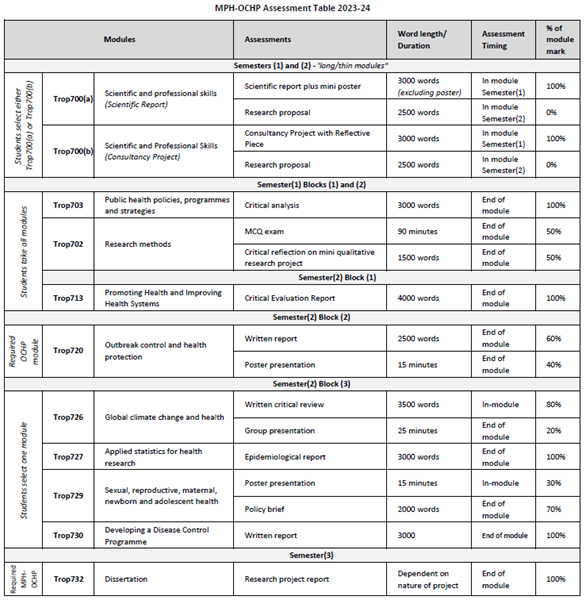 MPH-OCHP Assessment Table 2023-24
Modules
Assessments
Word length/
Duration
Assessment
Timing
% of
module
mark
Semesters (1) and (2) - "long/thin modules"
Students select either
Trop700(a) or Trop700(b)
Trop700(a)
Scientific and professional skills
(Scientific Report)
Scientific report plus mini poster
3000 words
(excluding poster)
In module
Semester(1)
100%
Research proposal
2500 words
In module
Semester(2)
0%
Trop700(b)
Scientific and Professional Skills
(Consultancy Project)
Consultancy Project with Reflective
Piece
3000 words
In module
Semester(1)
100%
Research proposal
2500 words
In module
Semester(2)
0%
Semester(1) Blocks (1) and (2)
Students take all modules
Trop703
Public health policies, programmes
and strategies
Critical analysis
3000 words
End of
module
100%
Trop702
Research methods
MCQ exam
90 minutes
End of
module
50%
Critical reflection on mini qualitative
research project
1500 words
End of
module
50%
Semester(2) Block (1)
Trop713
Promoting Health and Improving
Health Systems
Critical Evaluation Report
4000 words
End of
module
100%
Semester(2) Block (2)
Required
OCHP
module
Trop720
Outbreak control and health
protection
Written report
2500 words
End of
module
60%
Poster presentation
15 minutes
End of
module
40%
Semester(2) Block (3)
Students select one module
Trop726
Global climate change and health
Written critical review
3500 words
In-module
80%
Group presentation
25 minutes
End of
module
20%
Trop727
Applied statistics for health
research
Epidemiological report
3000 words
End of
module
100%
Trop729
Sexual, reproductive, maternal,
newborn and adolescent health
Poster presentation
15 minutes
In-module
30%
Policy brief
2000 words
End of
module
70%
Trop730
Developing a Disease Control
Programme
Written report
3000
End of module
100%
Semester(3)
Required
MPH-
OCHP
Trop732
Dissertation
Research project report
Dependent on
nature of project
End of
module
100%